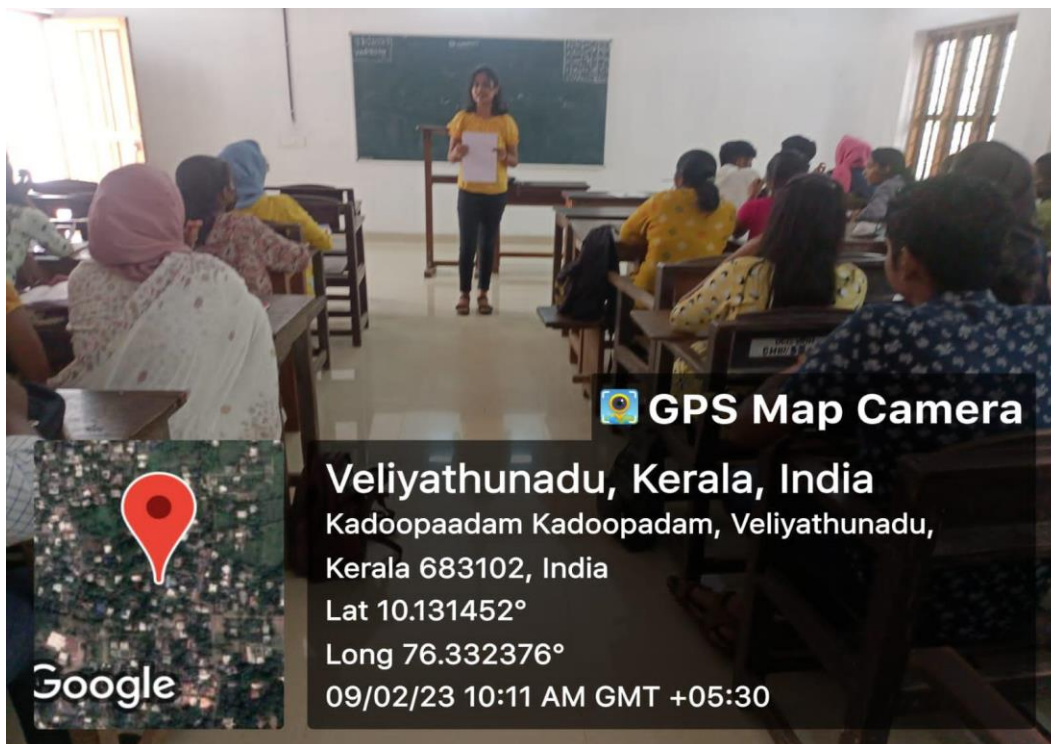 GPS Map Camera
Veliyathunadu, Kerala, India
Kadoopaadam Kadoopadam, Veliyathunadu,
Kerala 683102, India
Lat 10.131452°
Long 76.332376°
09/02/23 10:11 AM GMT +05:30
Google